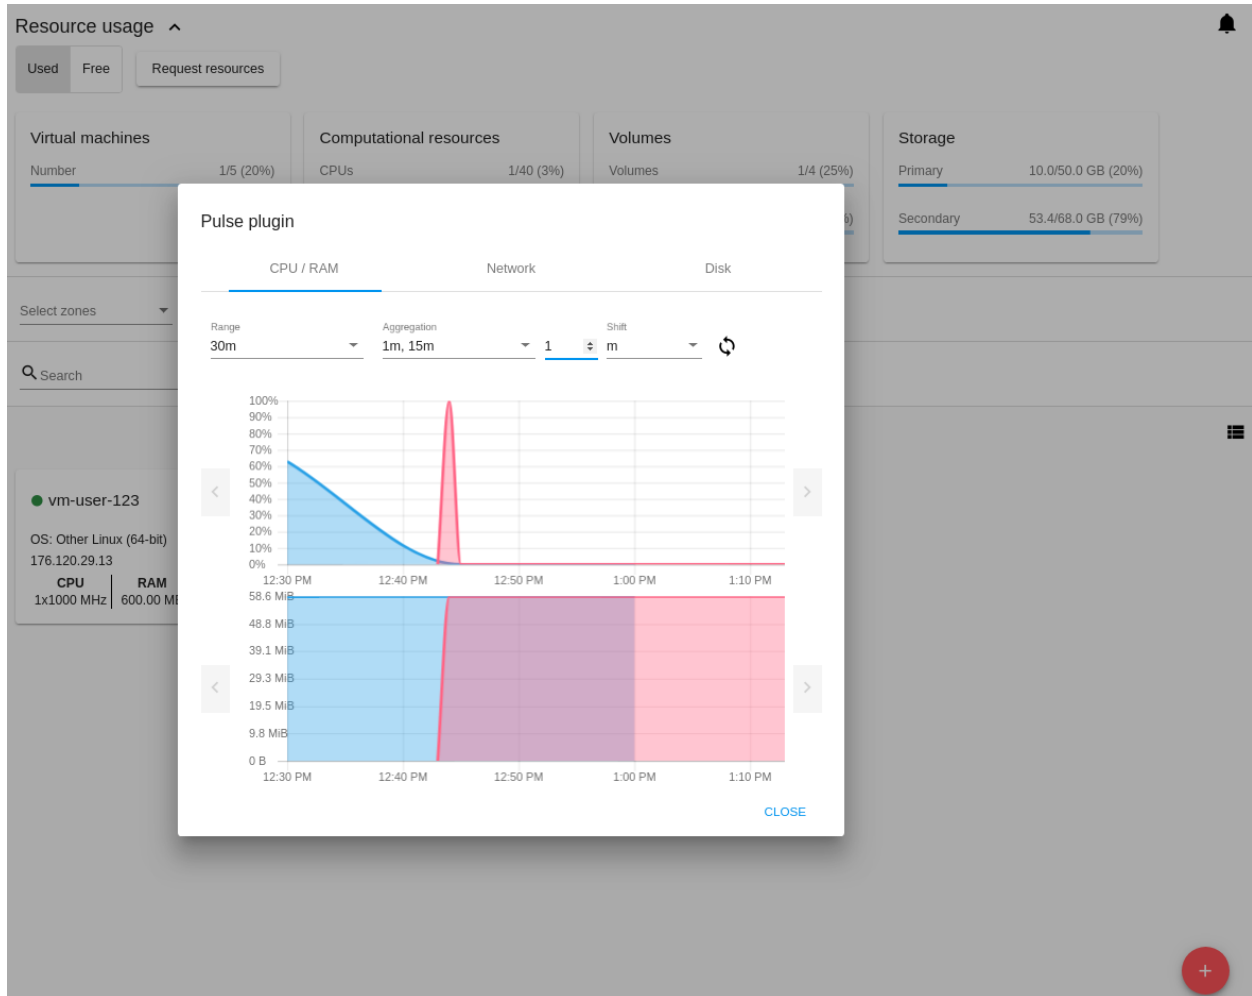 Resource usage
Used Free Request resources
Virtual machines Computational resources Volumes Storage
Number 1/5 (20%) CPUs 1/40 (3%) Volumes 1/4 (25%) Primary 10.0/50.0 GB (20%)
Secondary 53.4/68.0 GB (79%)
Pulse plugin
CPU / RAM Network Disk
Select zones
Range Aggregation Shift
30m 1m, 15m 1 m
Search
100%
90%
80%
70%
60%
50%
40%
30%
20%
10%
0%
12:30 PM 12:40 PM 12:50 PM 1:00 PM 1:10 PM
58.6 MiB
48.8 MiB
39.1 MiB
29.3 MiB
19.5 MiB
9.8 MiB
0 B
12:30 PM 12:40 PM 12:50 PM 1:00 PM 1:10 PM
CLOSE
vm-user-123
OS: Other Linux (64-bit)
176.120.29.13
CPU RAM
1x1000 MHz 600.00